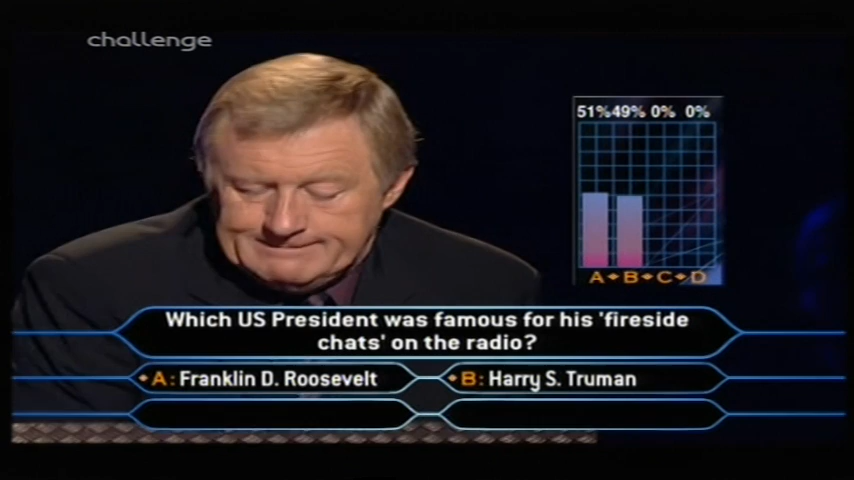 challenge
51% 49% 0% 0%
A B C D
Which US President was famous for his 'fireside
chats' on the radio?
A: Franklin D. Roosevelt
B: Harry S. Truman